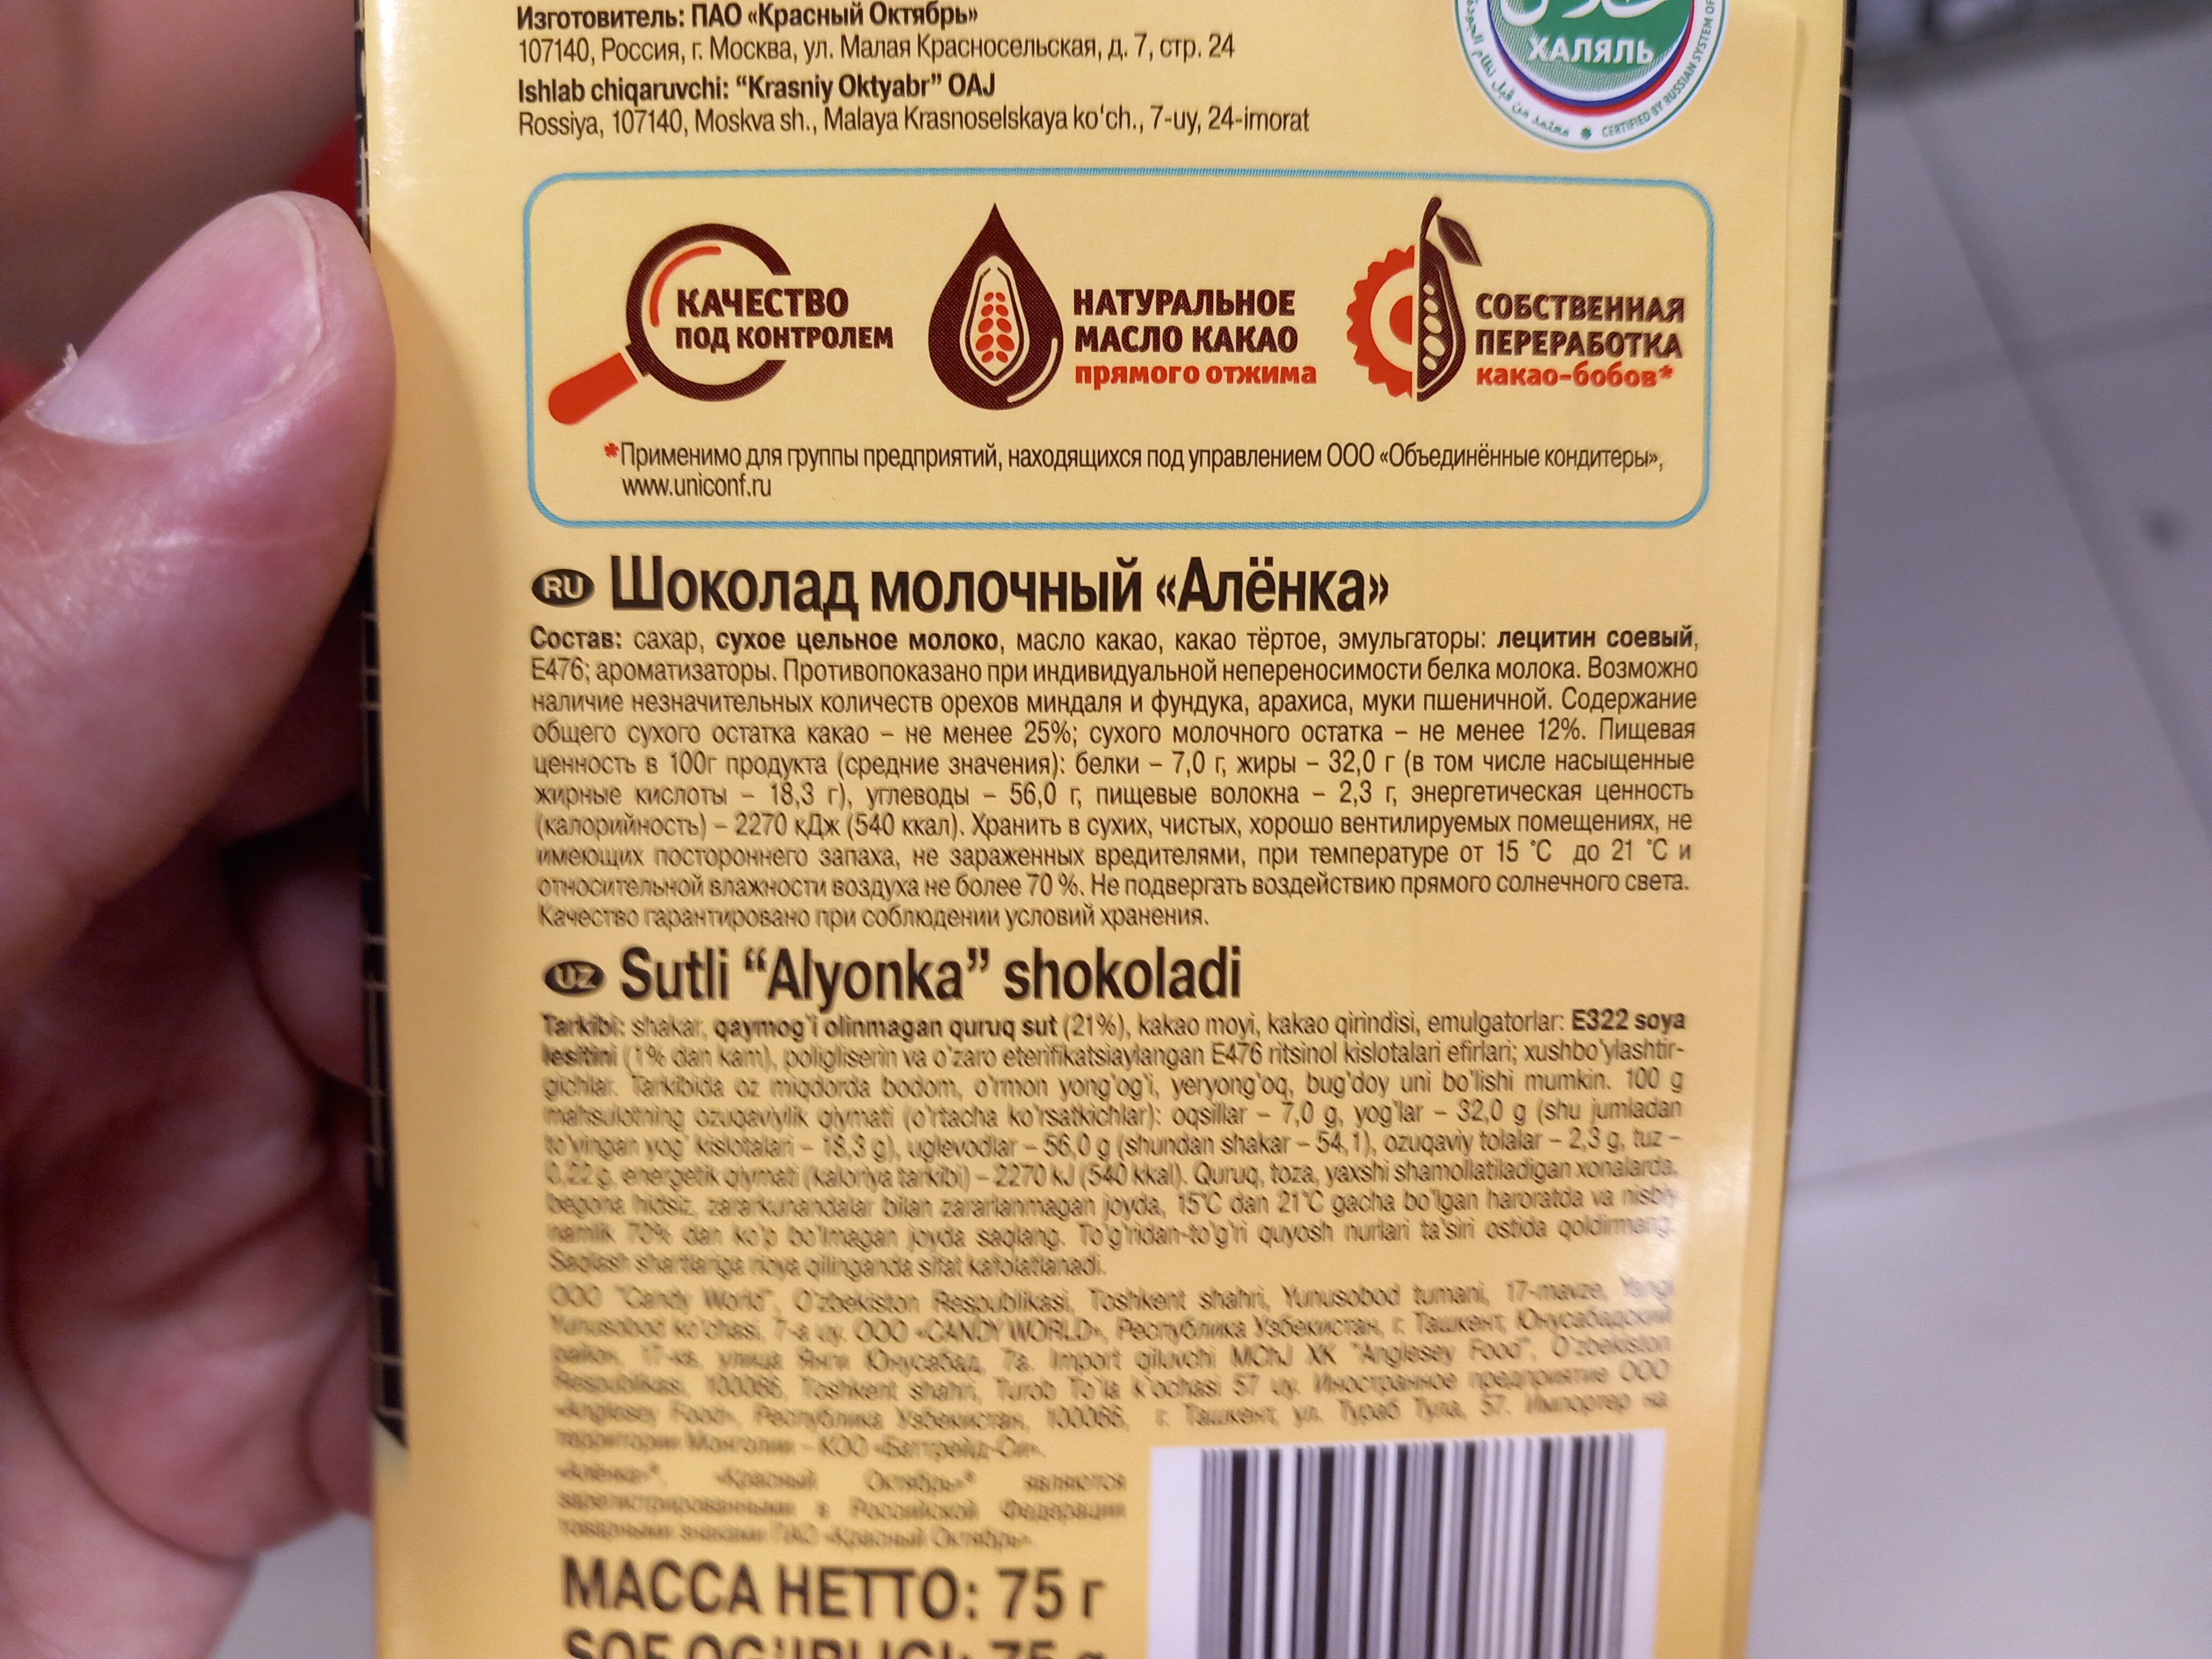 Изготовитель: ПАО «Красный Октябрь»
107140, Россия, г. Москва, ул. Малая Красносельская, д. 7, стр. 24
Ishlab chiqaruvchi: “Krasniy Oktyabr” OAJ
Rossiya, 107140, Moskva sh., Malaya Krasnoselskaya ko‘ch., 7-uy, 24-imorat
ХАЛЯЛЬ
CERTIFIED BY RUSSIAN SYSTEM OF
معتمد من قبل نظام الجودة
КАЧЕСТВО
ПОД КОНТРОЛЕМ
НАТУРАЛЬНОЕ
МАСЛО КАКАО
прямого отжима
СОБСТВЕННАЯ
ПЕРЕРАБОТКА
какао-бобов*
*Применимо для группы предприятий, находящихся под управлением ООО «Объединённые кондитеры»,
www.uniconf.ru
RU Шоколад молочный «Алёнка»
Состав: сахар, сухое цельное молоко, масло какао, какао тёртое, эмульгаторы: лецитин соевый,
E476; ароматизаторы. Противопоказано при индивидуальной непереносимости белка молока. Возможно
наличие незначительных количеств орехов миндаля и фундука, арахиса, муки пшеничной. Содержание
общего сухого остатка какао – не менее 25%; сухого молочного остатка – не менее 12%. Пищевая
ценность в 100г продукта (средние значения): белки – 7,0 г, жиры – 32,0 г (в том числе насыщенные
жирные кислоты – 18,3 г), углеводы – 56,0 г, пищевые волокна – 2,3 г, энергетическая ценность
(калорийность) – 2270 кДж (540 ккал). Хранить в сухих, чистых, хорошо вентилируемых помещениях, не
имеющих постороннего запаха, не зараженных вредителями, при температуре от 15 °C до 21 °C и
относительной влажности воздуха не более 70 %. Не подвергать воздействию прямого солнечного света.
Качество гарантировано при соблюдении условий хранения.
UZ Sutli “Alyonka” shokoladi
Tarkibi: shakar, qaymog‘i olinmagan quruq sut (21%), kakao moyi, kakao qirindisi, emulgatorlar: E322 soya
lesitini (1% dan kam), poligliserin va o‘zaro eterifikatsiaylangan E476 ritsinol kislotalari efirlari; xushbo‘ylashtir-
gichlar. Tarkibida oz miqdorda bodom, o‘rmon yong‘og‘i, yeryong‘oq, bug‘doy uni bo‘lishi mumkin. 100 g
mahsulotning ozuqaviylik qiymati (o‘rtacha ko‘rsatkichlar): oqsillar – 7,0 g, yog‘lar – 32,0 g (shu jumladan
to‘yingan yog‘ kislotalari – 18,3 g), uglevodlar – 56,0 g (shundan shakar – 54,1), ozuqaviy tolalar – 2,3 g, tuz –
0,22 g, energetik qiymati (kaloriya tarkibi) – 2270 kJ (540 kkal). Quruq, toza, yaxshi shamollatiladigan xonalarda,
begona hidsiz, zararkunandalar bilan zararlanmagan joyda, 15°C dan 21°C gacha bo‘lgan haroratda va nisbiy
namlik 70% dan ko‘p bo‘lmagan joyda saqlang. To‘g‘ridan-to‘g‘ri quyosh nurlari ta’siri ostida qoldirmang.
Saqlash shartlariga rioya qilinganda sifat kafolatlanadi.
OOO "Candy World", O‘zbekiston Respublikasi, Toshkent shahri, Yunusobod tumani, 17-mavze, Yangi
Yunusobod ko‘chasi, 7-a uy. ООО «CANDY WORLD», Республика Узбекистан, г. Ташкент, Юнусабадский
район, 17-кв, улица Янги Юнусабад, 7а. Import qiluvchi MChJ XK "Anglesey Food", O‘zbekiston
Respublikasi, 100066, Toshkent shahri, Turob To‘la k`ochasi 57 uy. Иностранное предприятие ООО
«Anglesey Food», Республика Узбекистан, 100066, г. Ташкент, ул. Тураб Тула, 57. Импортер на
территории Монголии – КОО
«Алёнка»®, «Красный Октябрь»® являются
зарегистрированными в Российской Федерации
товарными знаками ПАО «Красный Октябрь».
МАССА НЕТТО: 75 г
SOF OG‘IRLIGI: 75 g